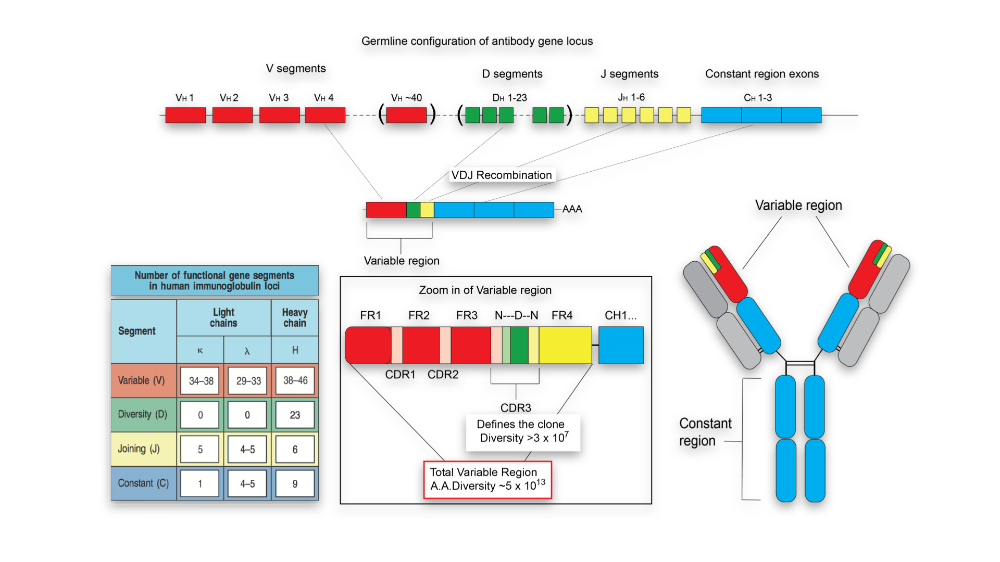 Germline configuration of antibody gene locus
V segments
D segments
J segments
Constant region exons
VH 1
VH 2
VH 3
VH 4
VH ~40
DH 1-23
JH 1-6
CH 1-3
( )
( )
VDJ Recombination
AAA
Variable region
Number of functional gene segments
in human immunoglobulin loci
Segment
Light
chains
Heavy
chain
κ λ H
Variable (V) 34–38 29–33 38–46
Diversity (D) 0 0 23
Joining (J) 5 4–5 6
Constant (C) 1 4–5 9
Zoom in of Variable region
FR1 FR2 FR3 N---D--N FR4 CH1...
CDR1 CDR2
CDR3
Defines the clone
Diversity >3 x 10⁷
Total Variable Region
A.A.Diversity ~5 x 10¹³
Variable region
Constant
region